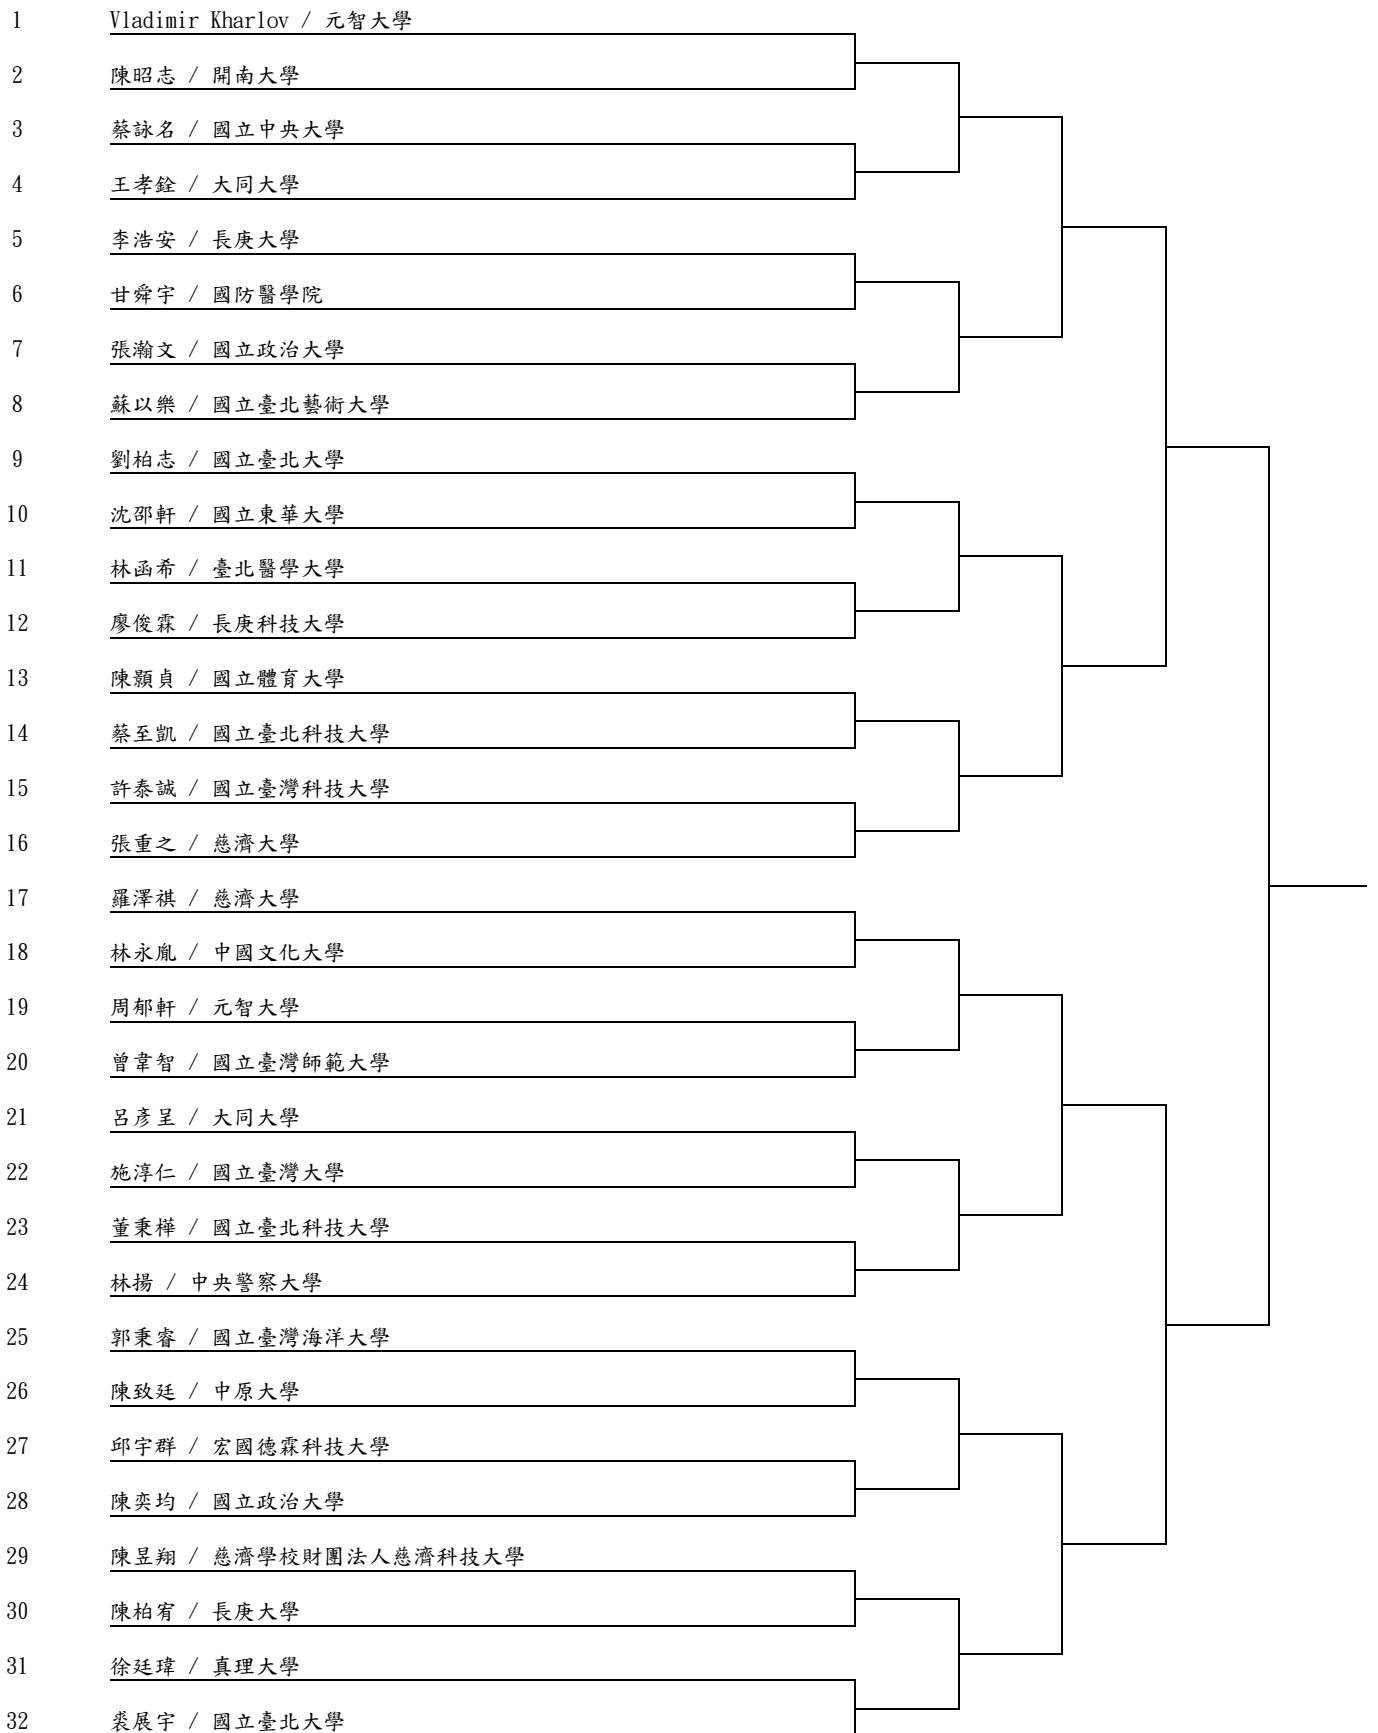 1 Vladimir Kharlov / 元智大學
2 陳昭志 / 開南大學
3 蔡詠名 / 國立中央大學
4 王孝銓 / 大同大學
5 李浩安 / 長庚大學
6 甘舜宇 / 國防醫學院
7 張瀚文 / 國立政治大學
8 蘇以樂 / 國立臺北藝術大學
9 劉柏志 / 國立臺北大學
10 沈邵軒 / 國立東華大學
11 林函希 / 臺北醫學大學
12 廖俊霖 / 長庚科技大學
13 陳顥貞 / 國立體育大學
14 蔡至凱 / 國立臺北科技大學
15 許泰誠 / 國立臺灣科技大學
16 張重之 / 慈濟大學
17 羅澤祺 / 慈濟大學
18 林永胤 / 中國文化大學
19 周郁軒 / 元智大學
20 曾韋智 / 國立臺灣師範大學
21 呂彥呈 / 大同大學
22 施淳仁 / 國立臺灣大學
23 董秉樺 / 國立臺北科技大學
24 林揚 / 中央警察大學
25 郭秉睿 / 國立臺灣海洋大學
26 陳致廷 / 中原大學
27 邱宇群 / 宏國德霖科技大學
28 陳奕均 / 國立政治大學
29 陳昱翔 / 慈濟學校財團法人慈濟科技大學
30 陳柏宥 / 長庚大學
31 徐廷瑋 / 真理大學
32 裘展宇 / 國立臺北大學